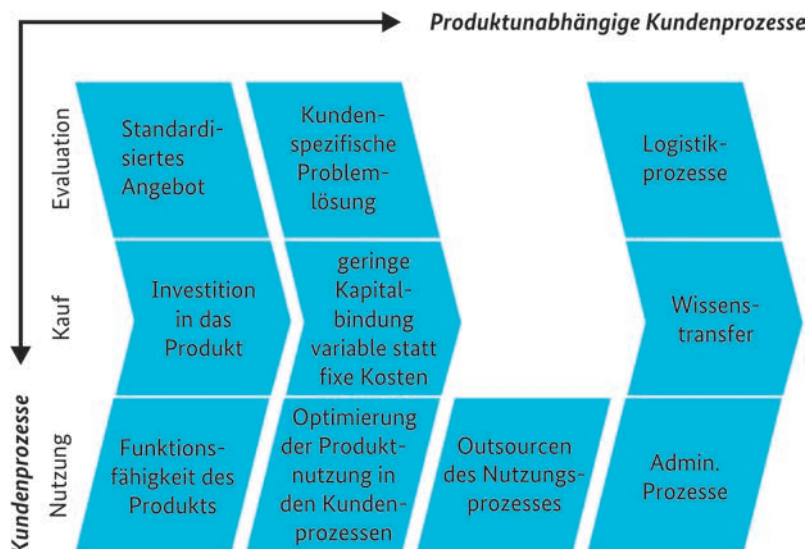 Produktunabhängige Kundenprozesse
Evaluation
Standardi-
siertes
Angebot
Kunden-
spezifische
Problem-
lösung
Logistik-
prozesse
Kauf
Investition
in das
Produkt
geringe
Kapital-
bindung
variable statt
fixe Kosten
Wissens-
transfer
Kundenprozesse
Nutzung
Funktions-
fähigkeit des
Produkts
Optimierung
der Produkt-
nutzung in
den Kunden-
prozessen
Outsourcen
des Nutzungs-
prozesses
Admin.
Prozesse